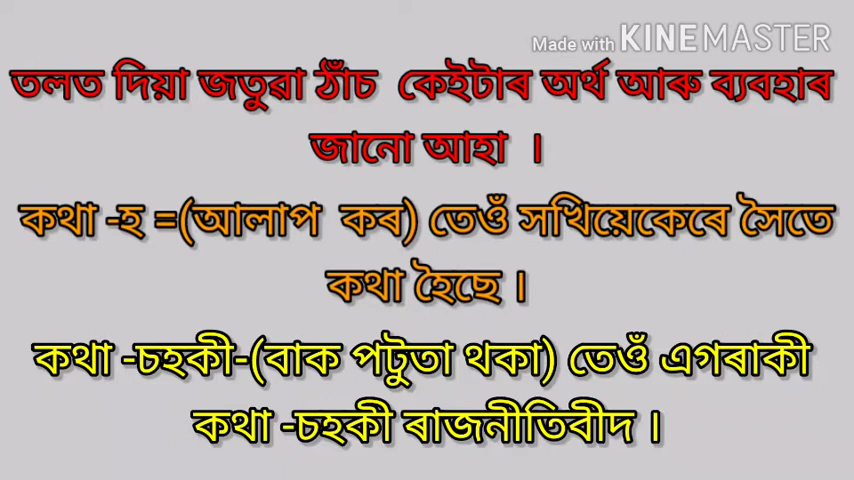 Made with KINEMASTER
তলত দিয়া জতুৱা ঠাঁচ কেইটাৰ অৰ্থ আৰু ব্যৱহাৰ
জানো আহা ।
কথা -হ =(আলাপ কৰ) তেওঁ সখিয়েকেৰে সৈতে
কথা হৈছে ।
কথা -চহকী-(বাক পটুতা থকা) তেওঁ এগৰাকী
কথা -চহকী ৰাজনীতিবীদ ।